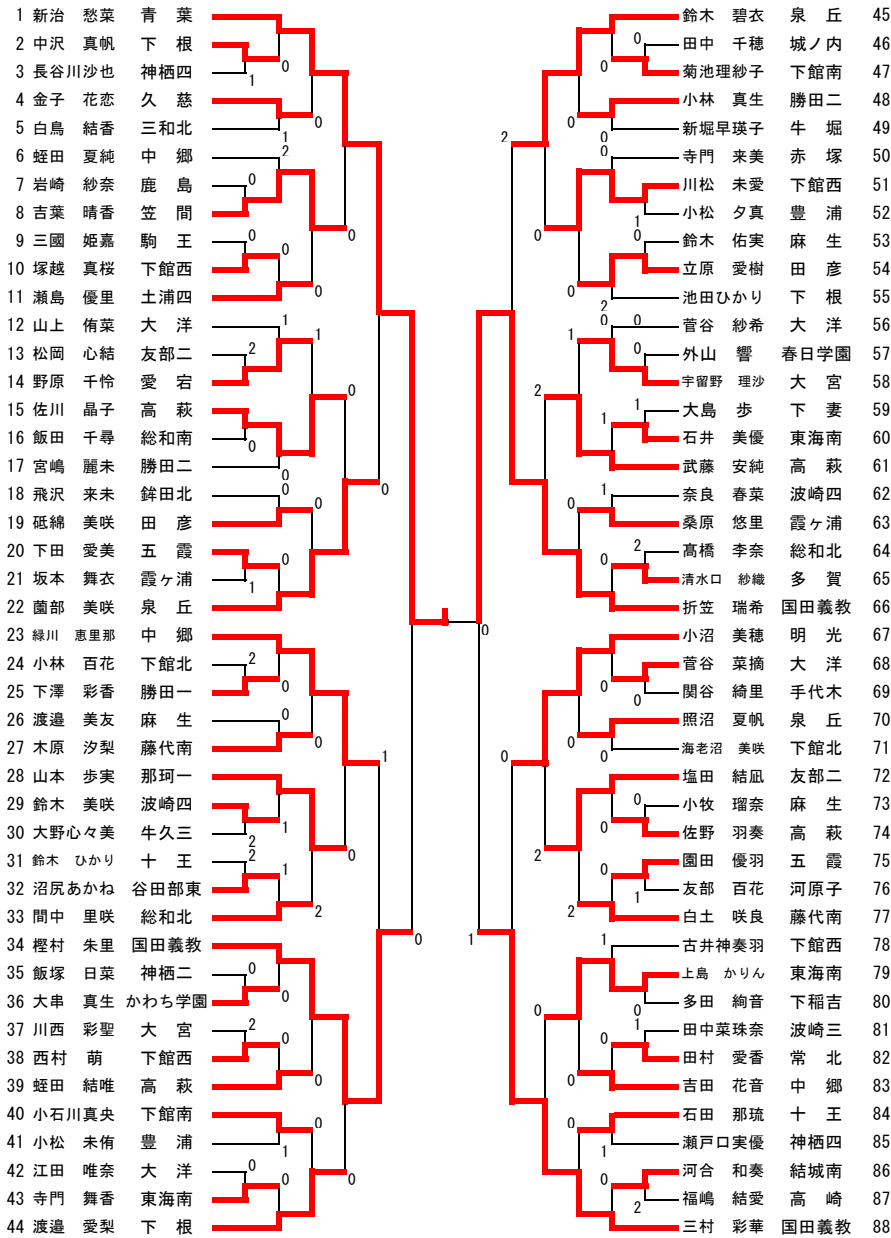 1 新治 愁菜 青 葉
2 中沢 真帆 下 根
3 長谷川沙也 神栖四
4 金子 花恋 久 慈
5 白鳥 結香 三和北
6 蛭田 夏純 中 郷
7 岩崎 紗奈 鹿 島
8 吉葉 晴香 笠 間
9 三國 姫嘉 駒 王
10 塚越 真桜 下館西
11 瀬島 優里 土浦四
12 山上 侑菜 大 洋
13 松岡 心結 友部二
14 野原 千怜 愛 宕
15 佐川 晶子 高 萩
16 飯田 千尋 総和南
17 宮嶋 麗未 勝田二
18 飛沢 来未 鉾田北
19 砥綿 美咲 田 彦
20 下田 愛美 五 霞
21 坂本 舞衣 霞ヶ浦
22 薗部 美咲 泉 丘
23 緑川 恵里那 中 郷
24 小林 百花 下館北
25 下澤 彩香 勝田一
26 渡邉 美友 麻 生
27 木原 汐梨 藤代南
28 山本 歩実 那珂一
29 鈴木 美咲 波崎四
30 大野心々美 牛久三
31 鈴木 ひかり 十 王
32 沼尻あかね 谷田部東
33 間中 里咲 総和北
34 樫村 朱里 国田義教
35 飯塚 日菜 神栖二
36 大串 真生 かわち学園
37 川西 彩聖 大 宮
38 西村 萌 下館西
39 蛭田 結唯 高 萩
40 小石川真央 下館南
41 小松 未侑 豊 浦
42 江田 唯奈 大 洋
43 寺門 舞香 東海南
44 渡邉 愛梨 下 根
鈴木 碧衣 泉 丘 45
田中 千穂 城ノ内 46
菊池理紗子 下館南 47
小林 真生 勝田二 48
新堀早瑛子 牛 堀 49
寺門 来美 赤 塚 50
川松 未愛 下館西 51
小松 夕真 豊 浦 52
鈴木 佑実 麻 生 53
立原 愛樹 田 彦 54
池田ひかり 下 根 55
菅谷 紗希 大 洋 56
外山 響 春日学園 57
宇留野 理沙 大 宮 58
大島 歩 下 妻 59
石井 美優 東海南 60
武藤 安純 高 萩 61
奈良 春菜 波崎四 62
桑原 悠里 霞ヶ浦 63
髙橋 李奈 総和北 64
清水口 紗織 多 賀 65
折笠 瑞希 国田義教 66
小沼 美穂 明 光 67
菅谷 菜摘 大 洋 68
関谷 綺里 手代木 69
照沼 夏帆 泉 丘 70
海老沼 美咲 下館北 71
塩田 結凪 友部二 72
小牧 瑠奈 麻 生 73
佐野 羽奏 高 萩 74
園田 優羽 五 霞 75
友部 百花 河原子 76
白土 咲良 藤代南 77
古井神奏羽 下館西 78
上島 かりん 東海南 79
多田 絢音 下稲吉 80
田中菜珠奈 波崎三 81
田村 愛香 常 北 82
吉田 花音 中 郷 83
石田 那琉 十 王 84
瀬戸口実優 神栖四 85
河合 和奏 結城南 86
福嶋 結愛 高 崎 87
三村 彩華 国田義教 88